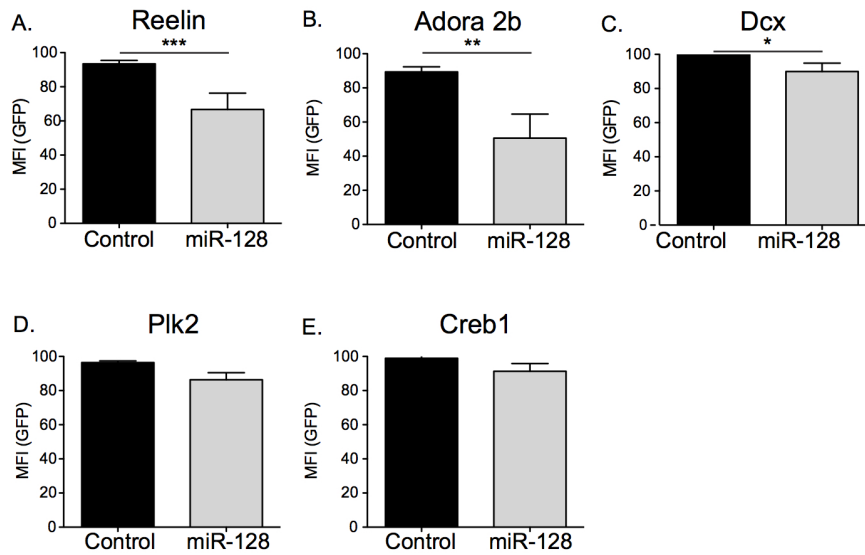 A.
Reelin
***
MFI (GFP)
100
80
60
40
20
0
Control
miR-128
B.
Adora 2b
**
MFI (GFP)
100
80
60
40
20
0
Control
miR-128
C.
Dcx
*
MFI (GFP)
100
80
60
40
20
0
Control
miR-128
D.
Plk2
MFI (GFP)
100
80
60
40
20
0
Control
miR-128
E.
Creb1
MFI (GFP)
100
80
60
40
20
0
Control
miR-128